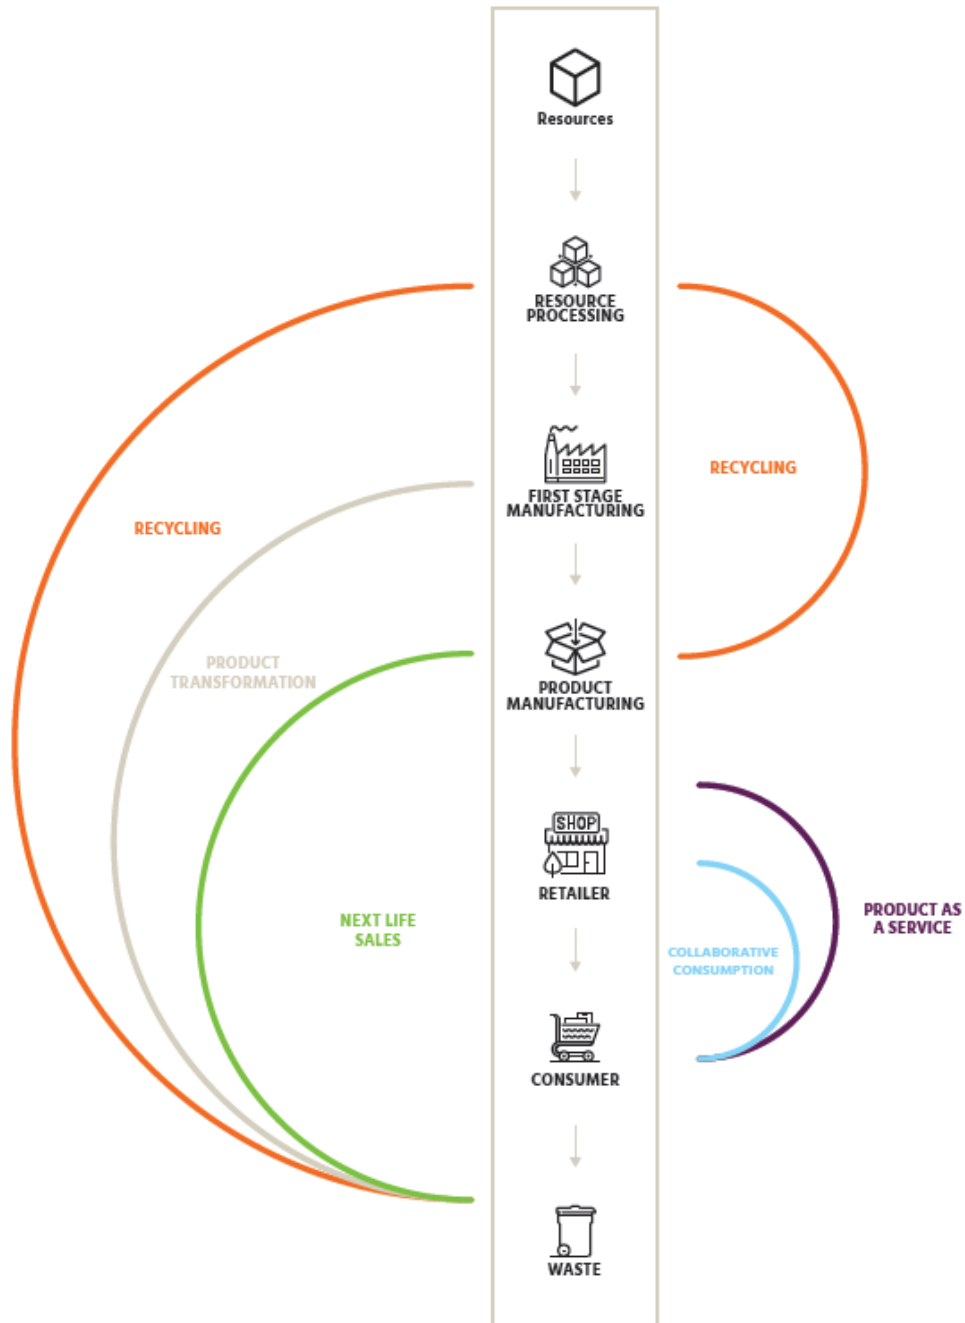 Resources
RESOURCE
PROCESSING
FIRST STAGE
MANUFACTURING
RECYCLING
RECYCLING
PRODUCT
TRANSFORMATION
PRODUCT
MANUFACTURING
SHOP
RETAILER
NEXT LIFE
SALES
PRODUCT AS
A SERVICE
COLLABORATIVE
CONSUMPTION
CONSUMER
WASTE